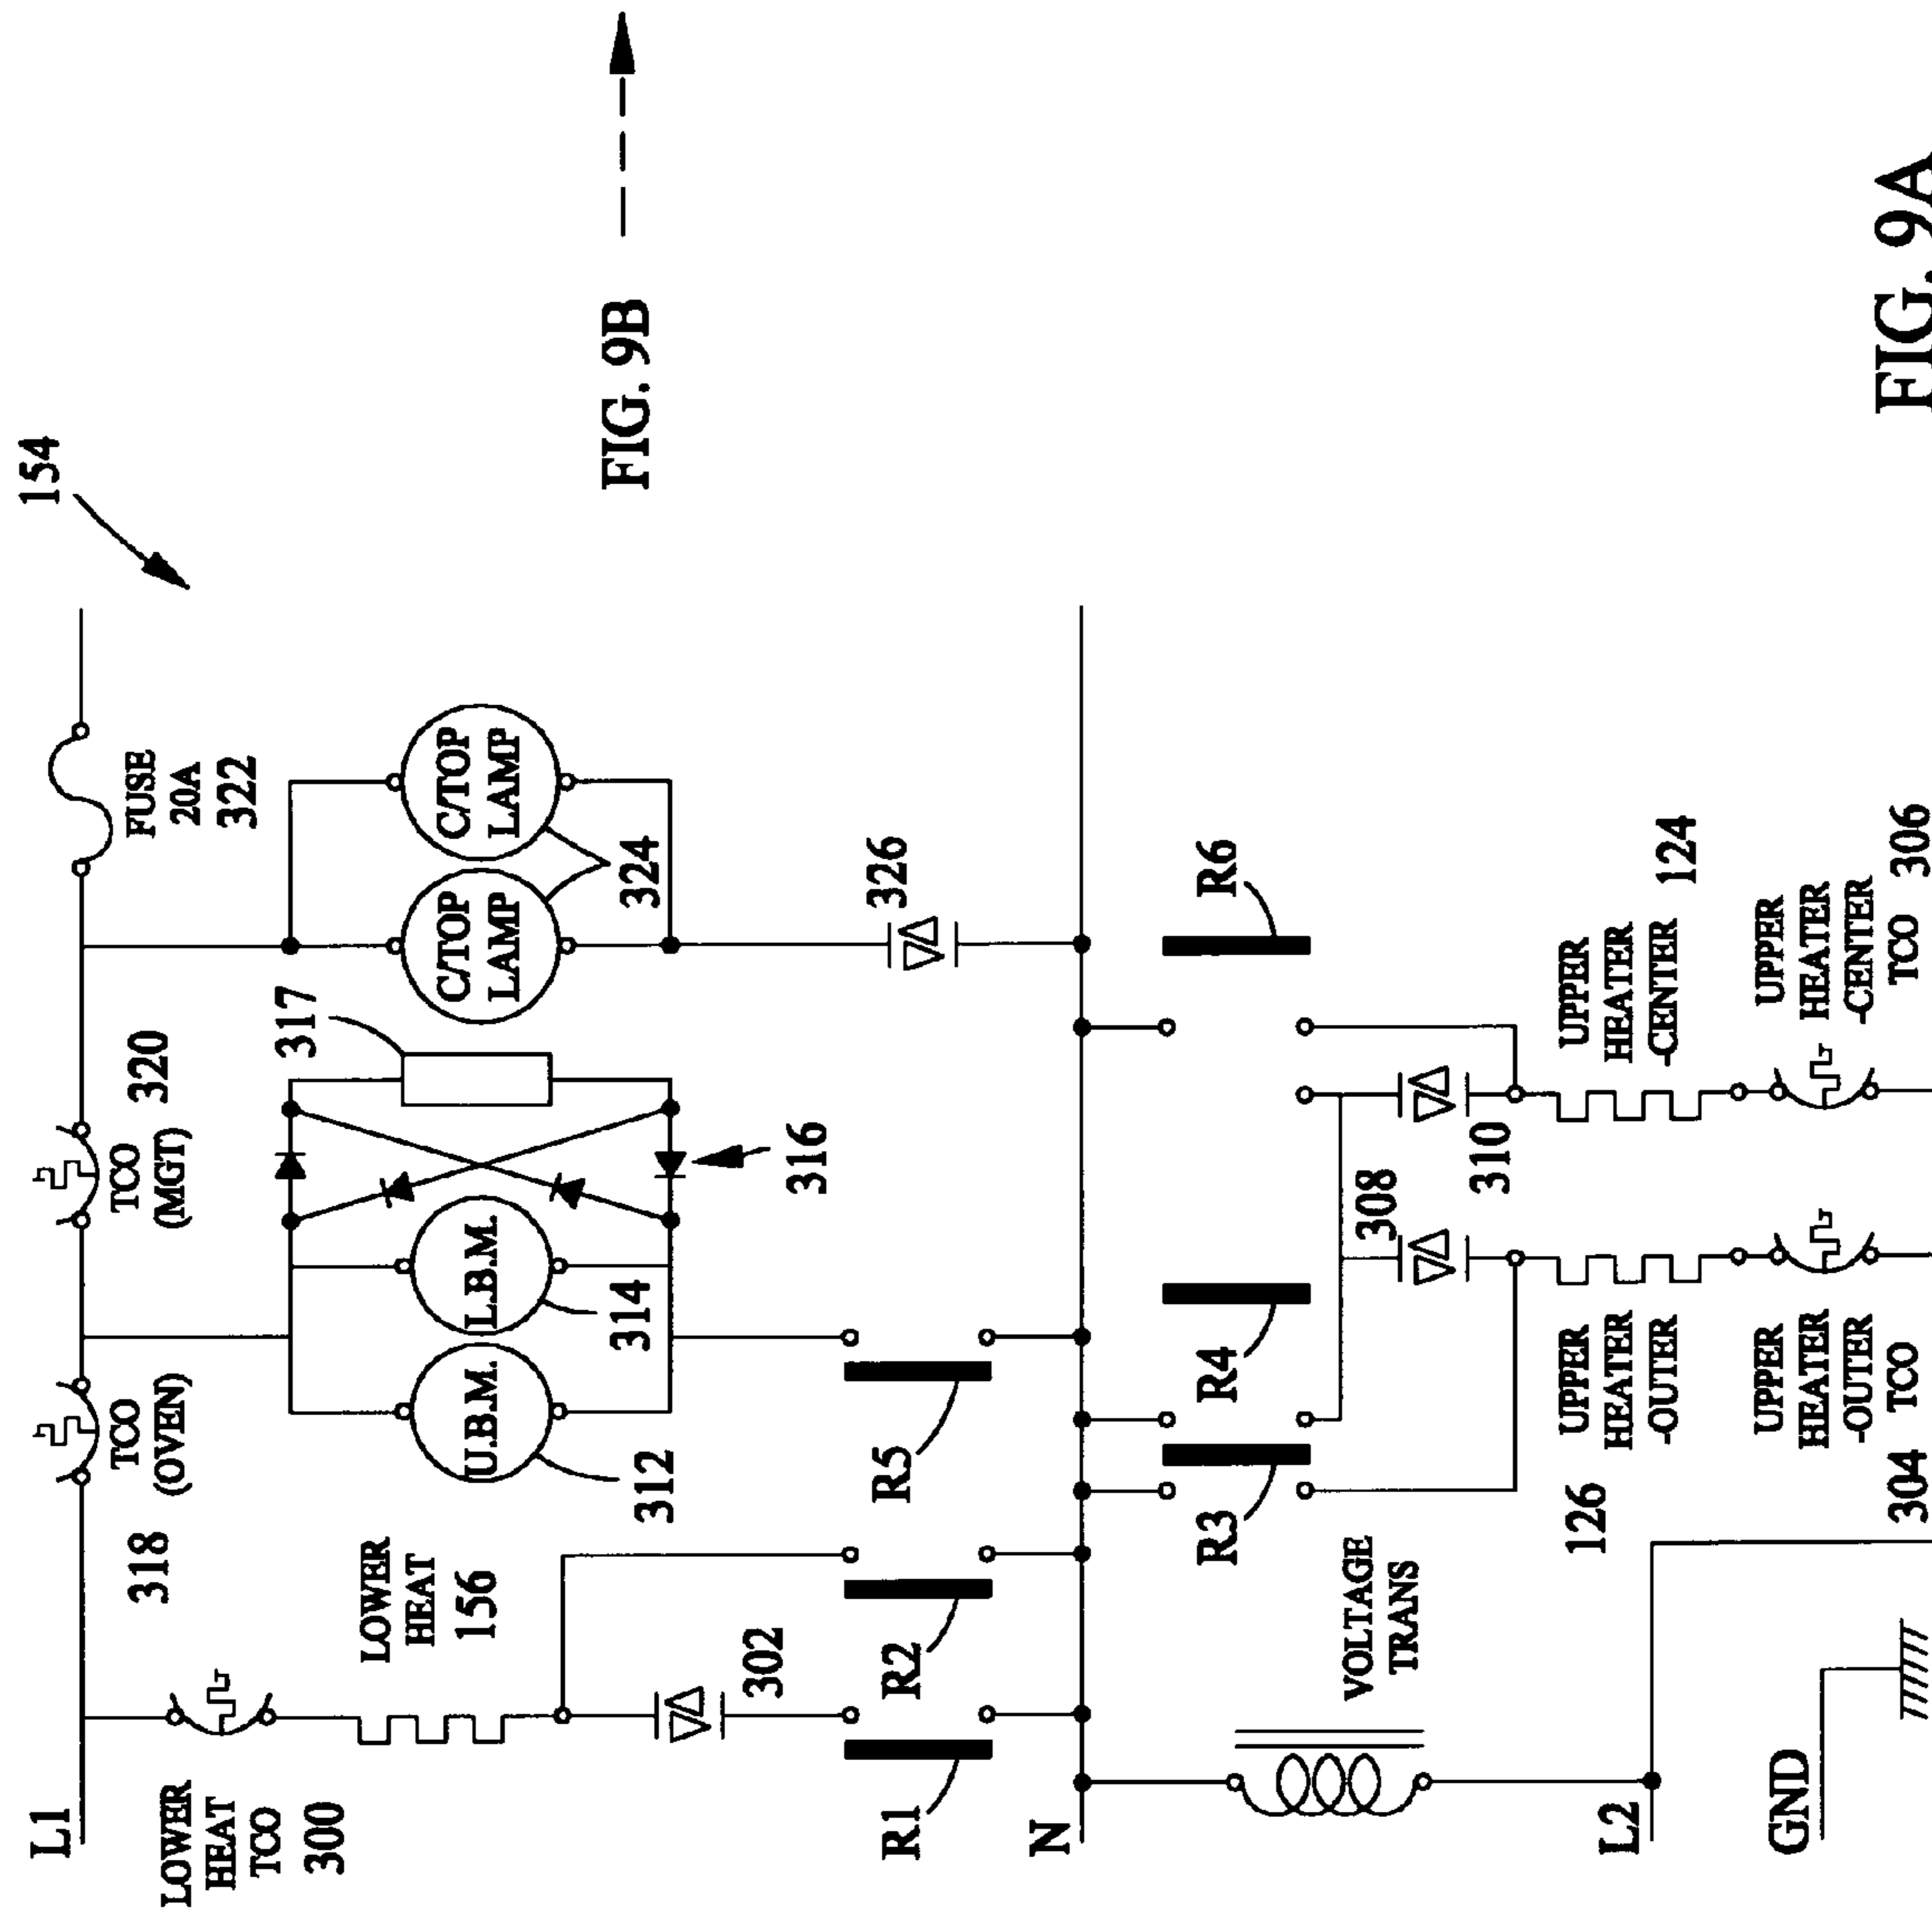 154
L1
LOWER
HEAT
TCO
300
318
TCO
(OVEN)
TCO
(MGT)
320
FUSE
20A
322
LOWER
HEAT
156
302
U.B.M.
312
L.B.M.
314
316
317
C/TOP
LAMP
C/TOP
LAMP
324
326
FIG. 9B
R1
R2
R5
N
VOLTAGE
TRANS
R3
R4
R6
308
310
126
UPPER
HEATER
-OUTER
UPPER
HEATER
-CENTER
124
L2
GND
304
UPPER
HEATER
-OUTER
TCO
UPPER
HEATER
-CENTER
TCO
306
FIG. 9A